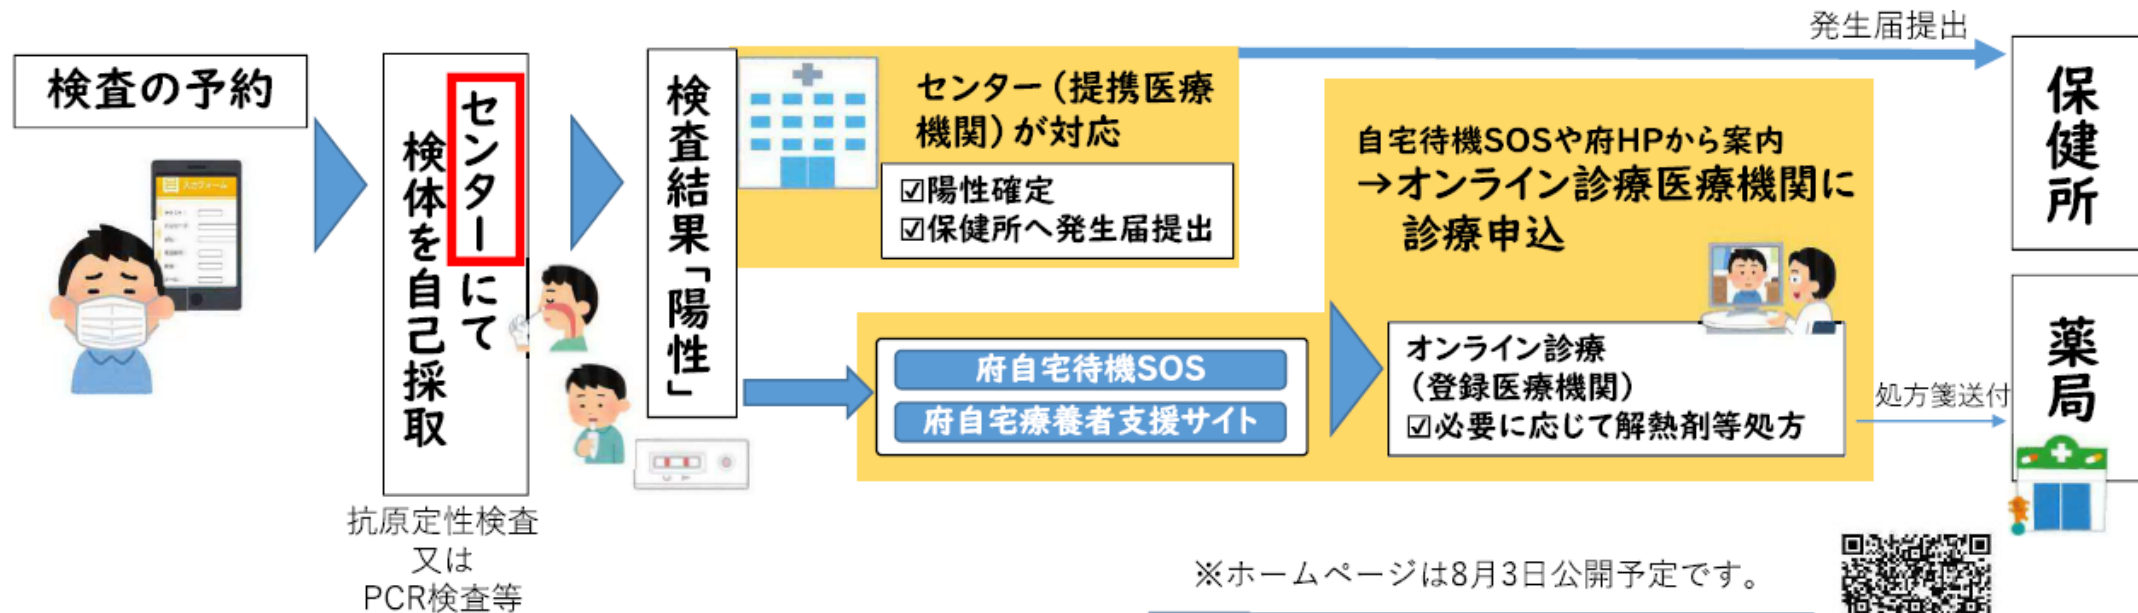 検査の予約
センターにて
検体を自己採取
抗原定性検査
又は
PCR検査等
検査結果「陽性」
センター(提携医療
機関)が対応
☑陽性確定
☑保健所へ発生届提出
発生届提出
保健所
府自宅待機SOS
府自宅療養者支援サイト
自宅待機SOSや府HPから案内
→オンライン診療医療機関に
診療申込
オンライン診療
(登録医療機関)
☑必要に応じて解熱剤等処方
処方箋送付
薬局
※ホームページは8月3日公開予定です。